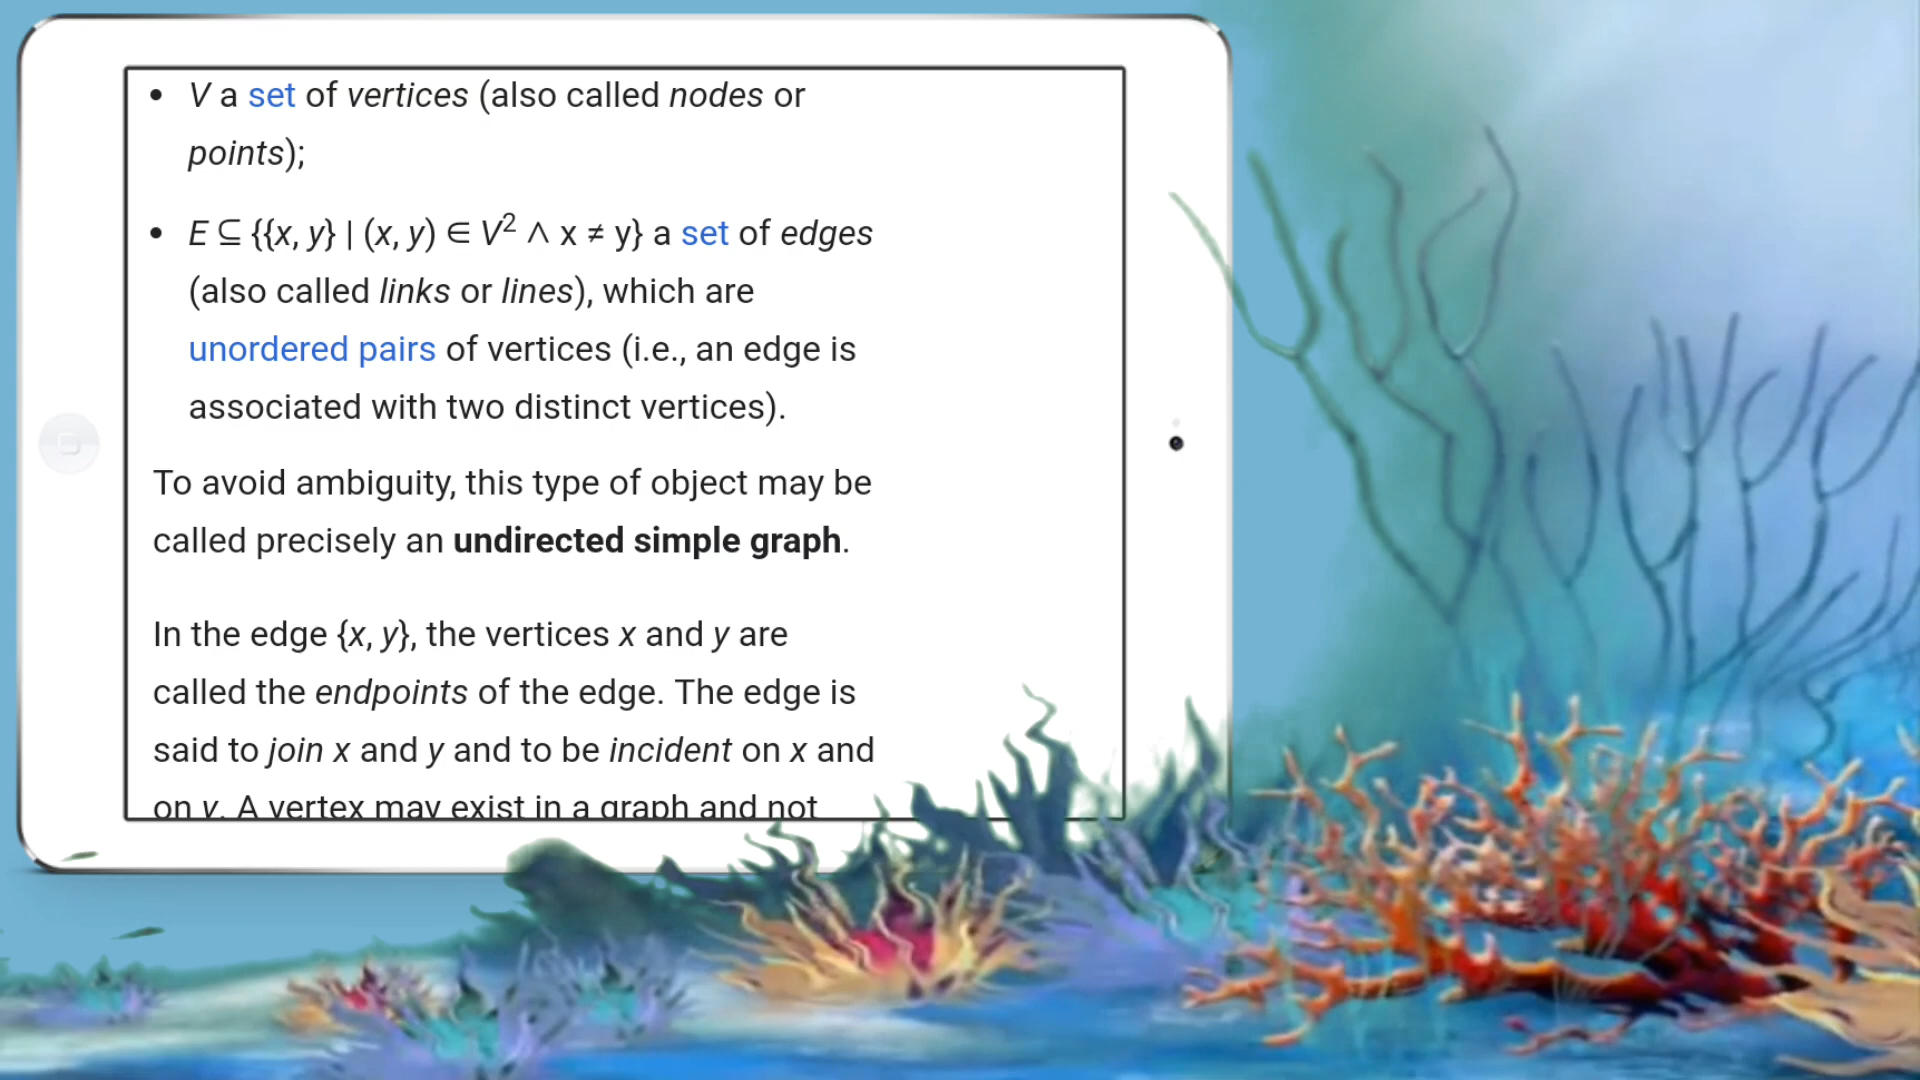 • V a set of vertices (also called nodes or
points);
• E ⊆ {{x, y} | (x, y) ∈ V² ∧ x ≠ y} a set of edges
(also called links or lines), which are
unordered pairs of vertices (i.e., an edge is
associated with two distinct vertices).
To avoid ambiguity, this type of object may be
called precisely an undirected simple graph.
In the edge {x, y}, the vertices x and y are
called the endpoints of the edge. The edge is
said to join x and y and to be incident on x and
on y. A vertex may exist in a graph and not